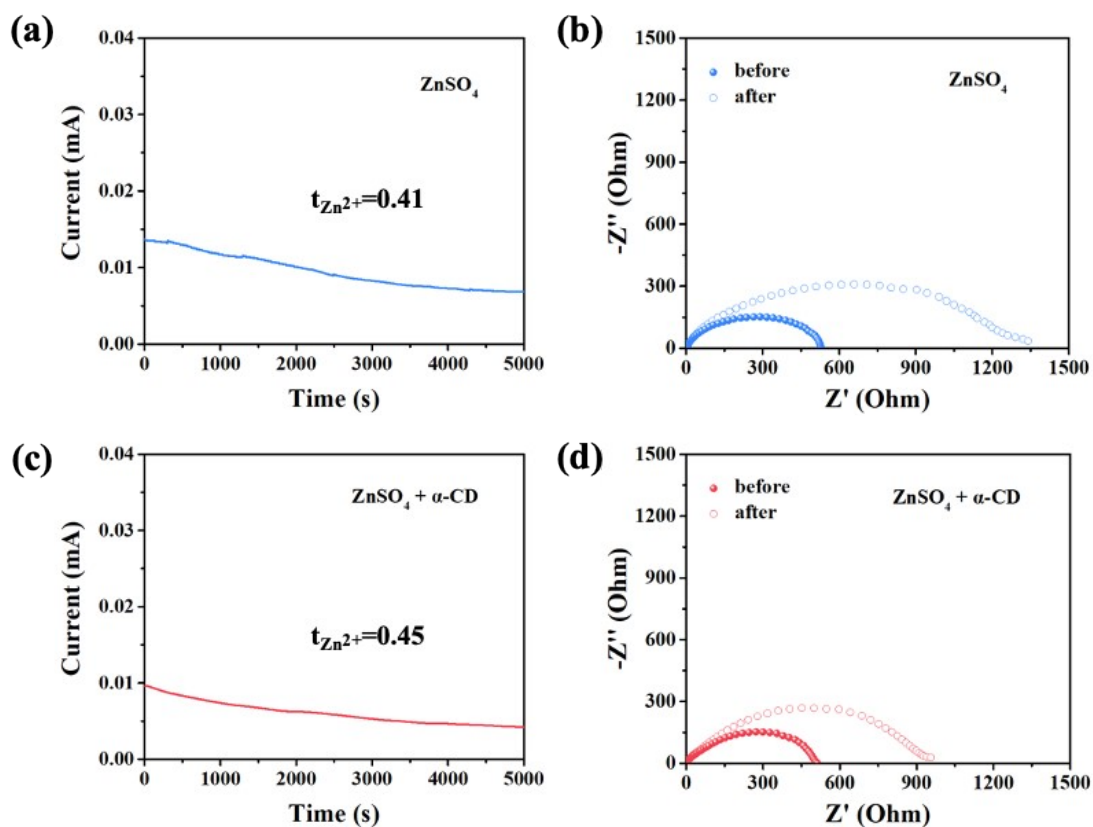 (a)
0.04
0.03
0.02
0.01
0.00
Current (mA)
ZnSO₄
t_Zn²⁺=0.41
0 1000 2000 3000 4000 5000
Time (s)
(b)
1500
1200
900
600
300
0
-Z'' (Ohm)
before
after
ZnSO₄
0 300 600 900 1200 1500
Z' (Ohm)
(c)
0.04
0.03
0.02
0.01
0.00
Current (mA)
ZnSO₄ + α-CD
t_Zn²⁺=0.45
0 1000 2000 3000 4000 5000
Time (s)
(d)
1500
1200
900
600
300
0
-Z'' (Ohm)
before
after
ZnSO₄ + α-CD
0 300 600 900 1200 1500
Z' (Ohm)